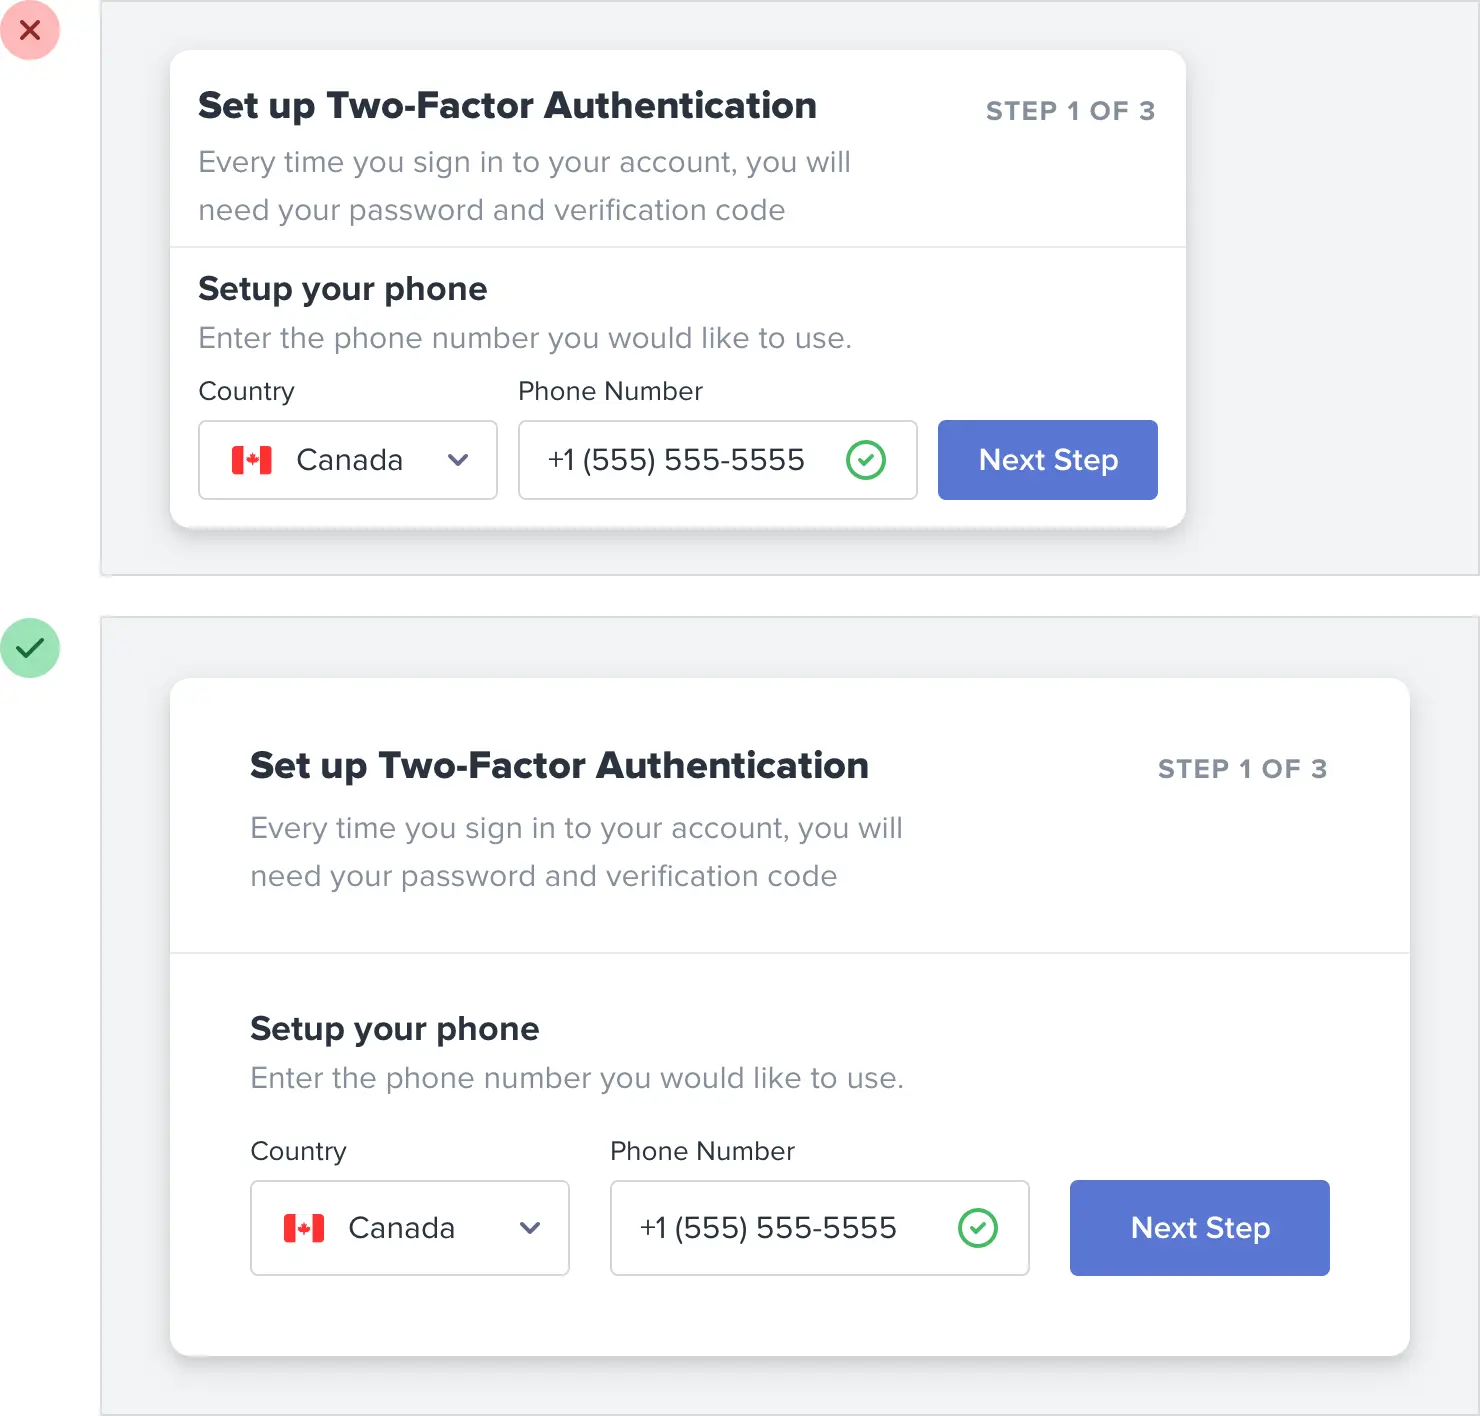 Set up Two-Factor Authentication
STEP 1 OF 3
Every time you sign in to your account, you will
need your password and verification code
Setup your phone
Enter the phone number you would like to use.
Country
Phone Number
Canada
+1 (555) 555-5555
Next Step
Set up Two-Factor Authentication
STEP 1 OF 3
Every time you sign in to your account, you will
need your password and verification code
Setup your phone
Enter the phone number you would like to use.
Country
Phone Number
Canada
+1 (555) 555-5555
Next Step